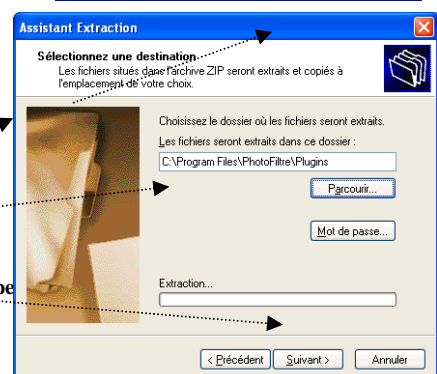 Assistant Extraction
Sélectionnez une destination
Les fichiers situés dans l'archive ZIP seront extraits et copiés à
l'emplacement de votre choix.
Choisissez le dossier où les fichiers seront extraits.
Les fichiers seront extraits dans ce dossier :
C:\Program Files\PhotoFiltre\Plugins
Parcourir...
Mot de passe...
Extraction...
< Précédent
Suivant >
Annuler